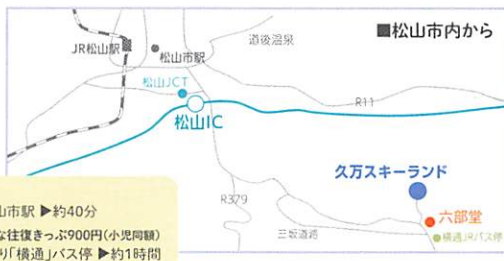 ■松山市内から
JR松山駅
松山市駅
道後温泉
松山JCT
松山IC
R11
久万スキーランド
R379
三坂道路
六部堂
横通JRバス停
山市駅 ▶約40分
な往復きっぷ900円(小児同額)
り「横通」バス停 ▶約1時間